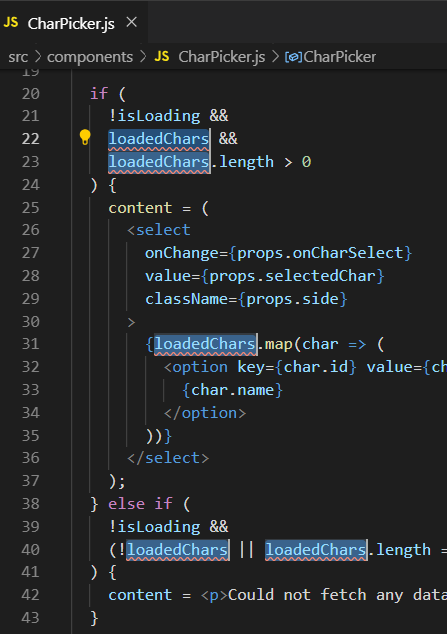 JS CharPicker.js ×
src > components > JS CharPicker.js > CharPicker
19
20 if (
21 !isLoading &&
22 loadedChars &&
23 loadedChars.length > 0
24 ) {
25 content = (
26 <select
27 onChange={props.onCharSelect}
28 value={props.selectedChar}
29 className={props.side}
30 >
31 {loadedChars.map(char => (
32 <option key={char.id} value={ch
33 {char.name}
34 </option>
35 ))}
36 </select>
37 );
38 } else if (
39 !isLoading &&
40 (!loadedChars || loadedChars.length =
41 ) {
42 content = <p>Could not fetch any data
43 }